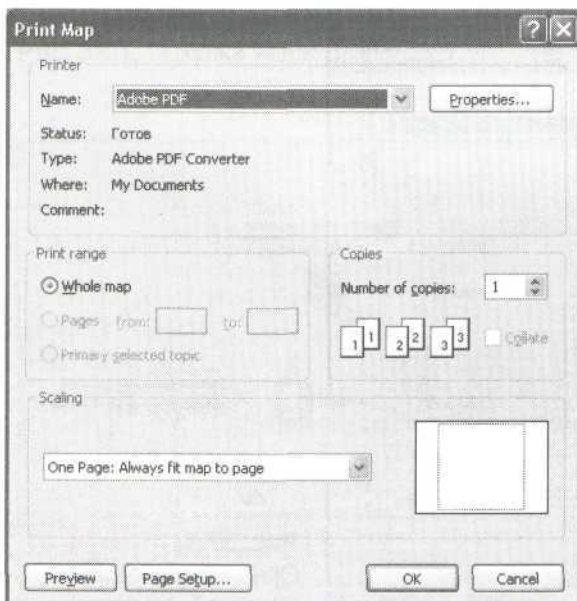 Print Map
Printer
Name: Adobe PDF Properties...
Status: Готов
Type: Adobe PDF Converter
Where: My Documents
Comment:
Print range
Whole map
Pages from: to:
Primary selected topic
Copies
Number of copies: 1
1 1 2 2 3 3
Collate
Scaling
One Page: Always fit map to page
Preview Page Setup... OK Cancel